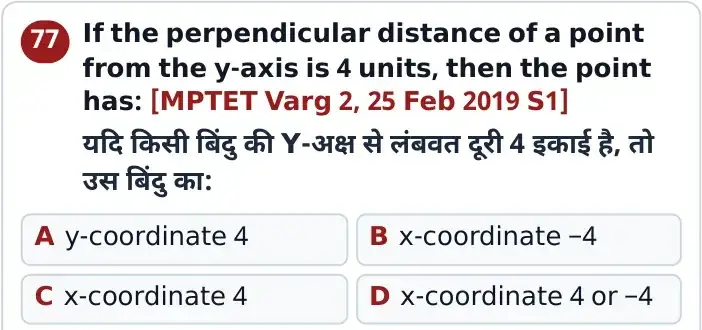 77 If the perpendicular distance of a point
from the y-axis is 4 units, then the point
has: [MPTET Varg 2, 25 Feb 2019 S1]
यदि किसी बिंदु की Y-अक्ष से लंबवत दूरी 4 इकाई है, तो
उस बिंदु का:
A y-coordinate 4
B x-coordinate –4
C x-coordinate 4
D x-coordinate 4 or –4